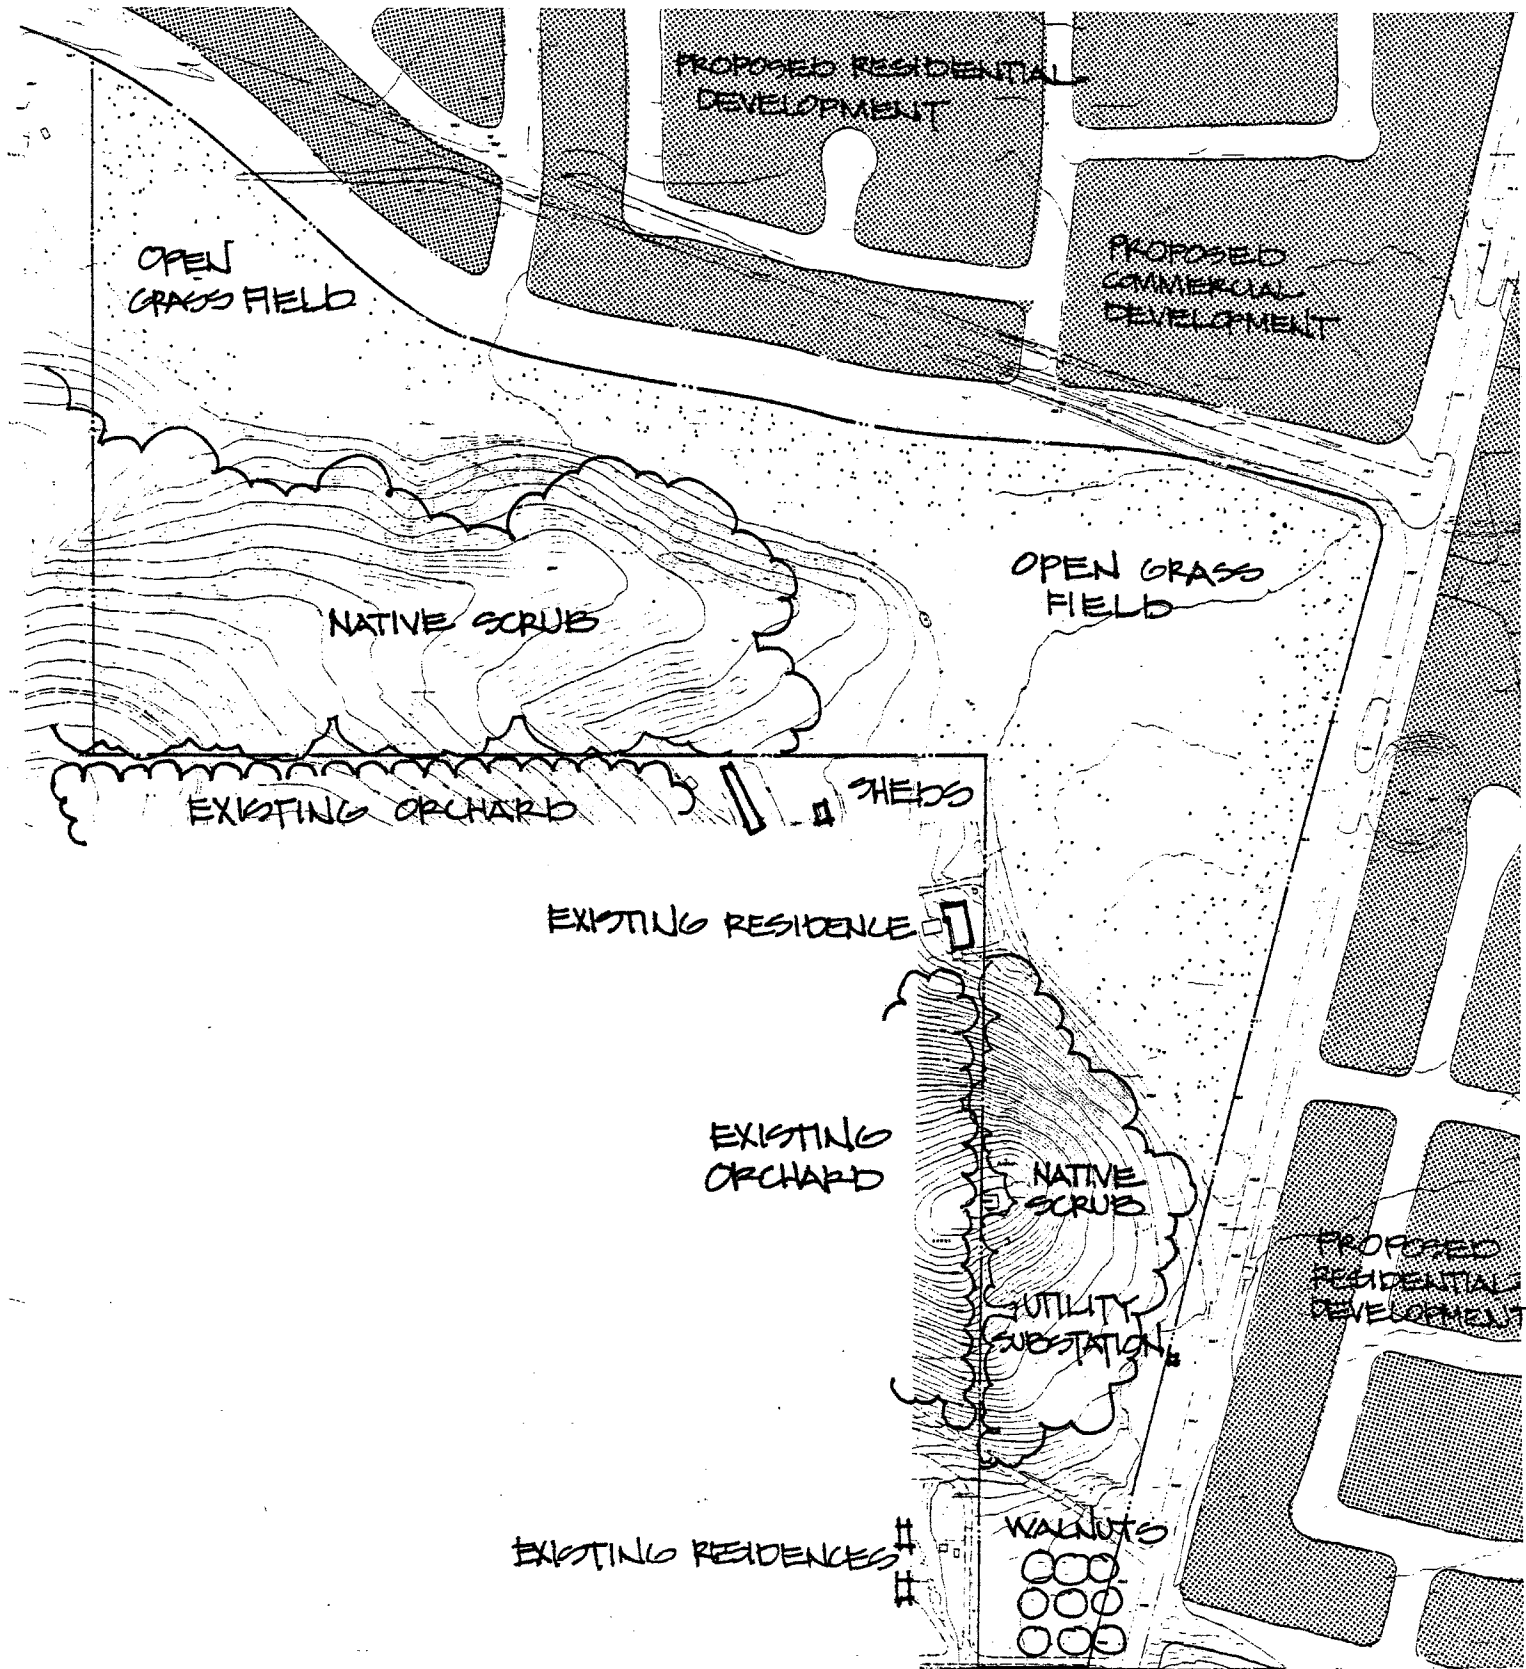 PROPOSED RESIDENTIAL
DEVELOPMENT
OPEN
GRASS FIELD
PROPOSED
COMMERCIAL
DEVELOPMENT
OPEN GRASS
FIELD
NATIVE SCRUB
EXISTING ORCHARD
SHEDS
EXISTING RESIDENCE
EXISTING
ORCHARD
NATIVE
SCRUB
PROPOSED
RESIDENTIAL
DEVELOPMENT
UTILITY
SUBSTATION
WALNUTS
EXISTING RESIDENCES